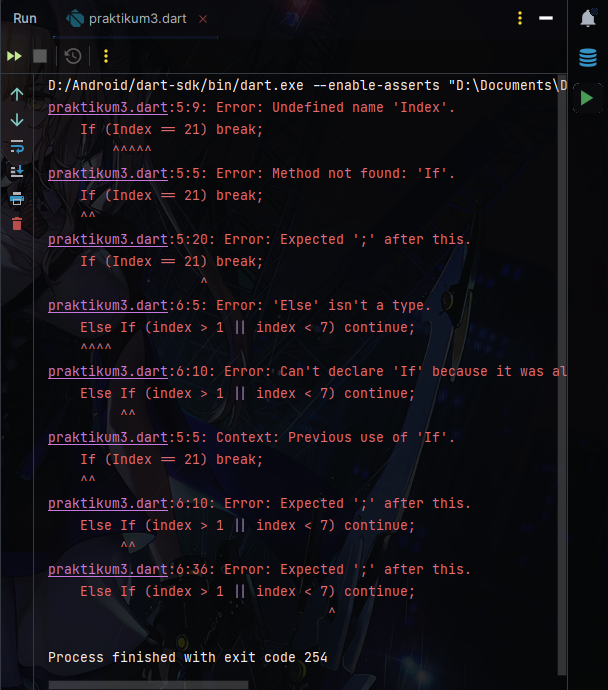 Run praktikum3.dart
D:/Android/dart-sdk/bin/dart.exe --enable-asserts "D:\Documents\D
praktikum3.dart:5:9: Error: Undefined name 'Index'.
If (Index == 21) break;
^^^^^
praktikum3.dart:5:5: Error: Method not found: 'If'.
If (Index == 21) break;
^^
praktikum3.dart:5:20: Error: Expected ';' after this.
If (Index == 21) break;
^
praktikum3.dart:6:5: Error: 'Else' isn't a type.
Else If (index > 1 || index < 7) continue;
^^^^
praktikum3.dart:6:10: Error: Can't declare 'If' because it was al
Else If (index > 1 || index < 7) continue;
^^
praktikum3.dart:5:5: Context: Previous use of 'If'.
If (Index == 21) break;
^^
praktikum3.dart:6:10: Error: Expected ';' after this.
Else If (index > 1 || index < 7) continue;
^^
praktikum3.dart:6:36: Error: Expected ';' after this.
Else If (index > 1 || index < 7) continue;
^
Process finished with exit code 254